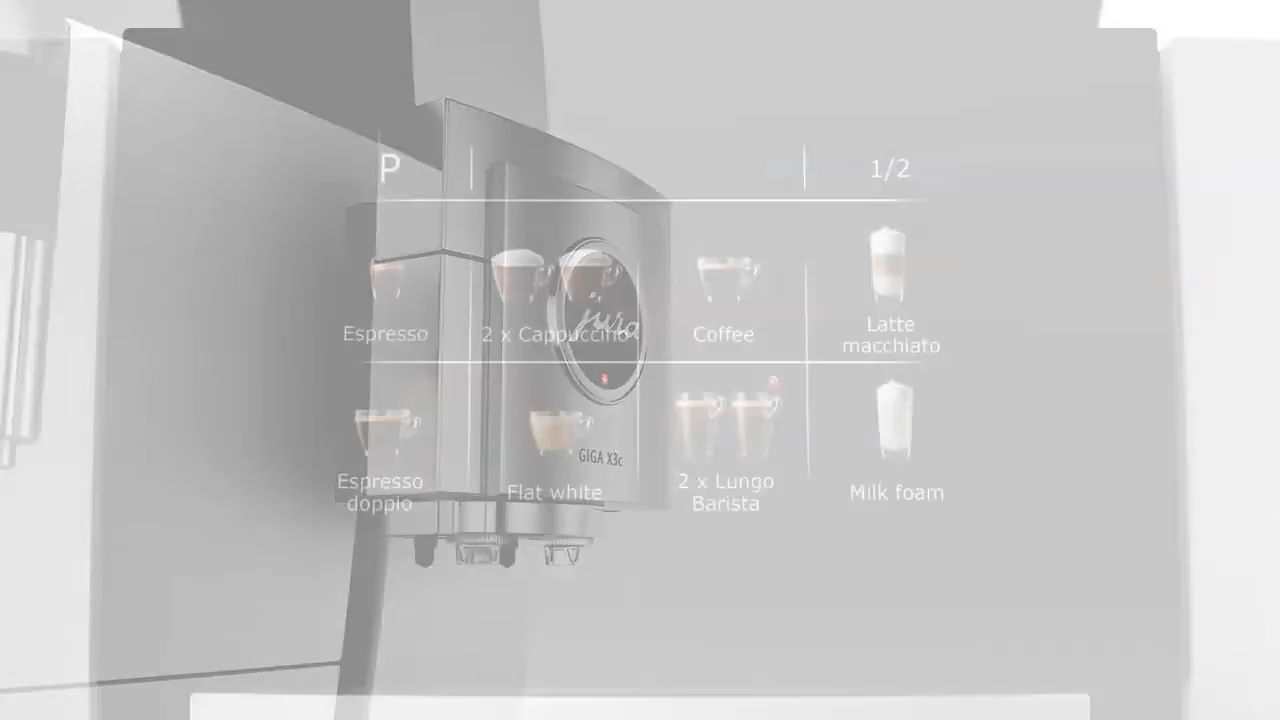 P
1/2
Espresso
2 x Cappuccino
Coffee
Latte
macchiato
jura
GIGA X3c
Espresso
doppio
Flat white
2 x Lungo
Barista
Milk foam